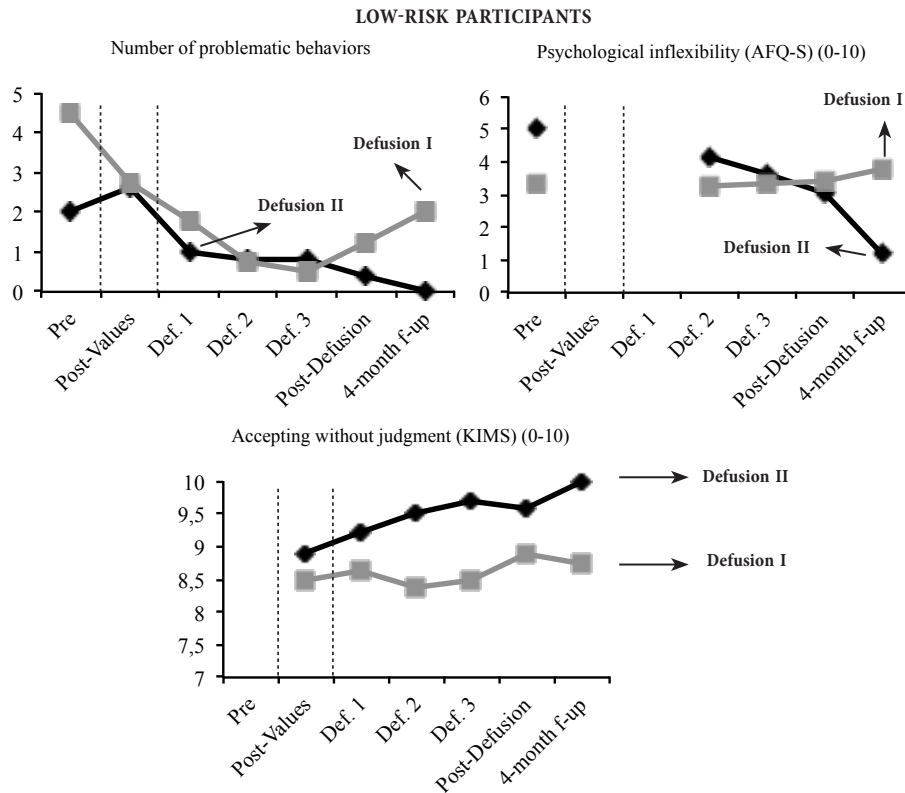 LOW-RISK PARTICIPANTS
Number of problematic behaviors
5
4
3
2
1
0
Defusion I
Defusion II
Pre
Post-Values
Def. 1
Def. 2
Def. 3
Post-Defusion
4-month f-up
Psychological inflexibility (AFQ-S) (0-10)
6
5
4
3
2
1
0
Defusion I
Defusion II
Pre
Post-Values
Def. 1
Def. 2
Def. 3
Post-Defusion
4-month f-up
Accepting without judgment (KIMS) (0-10)
10
9,5
9
8,5
8
7,5
7
Defusion II
Defusion I
Pre
Post-Values
Def. 1
Def. 2
Def. 3
Post-Defusion
4-month f-up